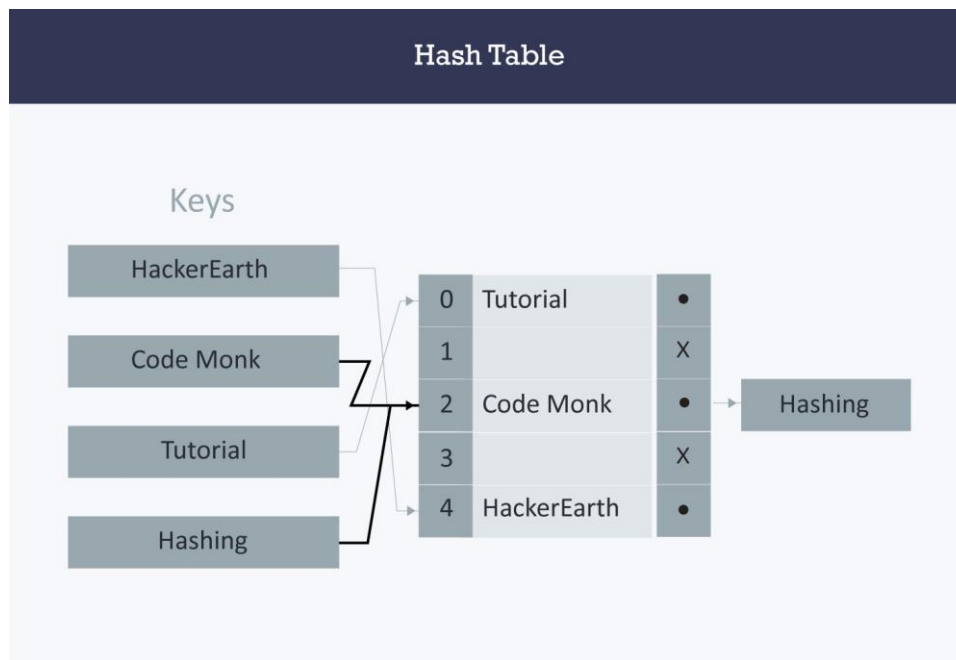 Hash Table
Keys
HackerEarth
Code Monk
Tutorial
Hashing
0 Tutorial •
1 X
2 Code Monk • Hashing
3 X
4 HackerEarth •